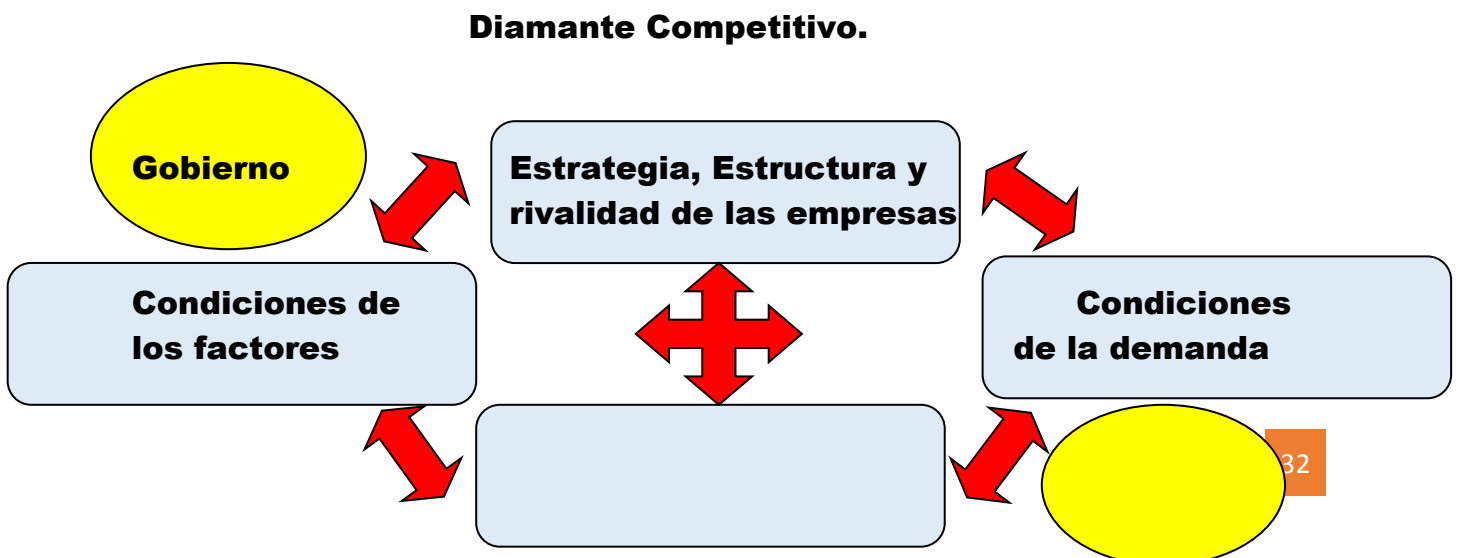 Diamante Competitivo.
Gobierno
Estrategia, Estructura y
rivalidad de las empresas
Condiciones de
los factores
Condiciones
de la demanda
32